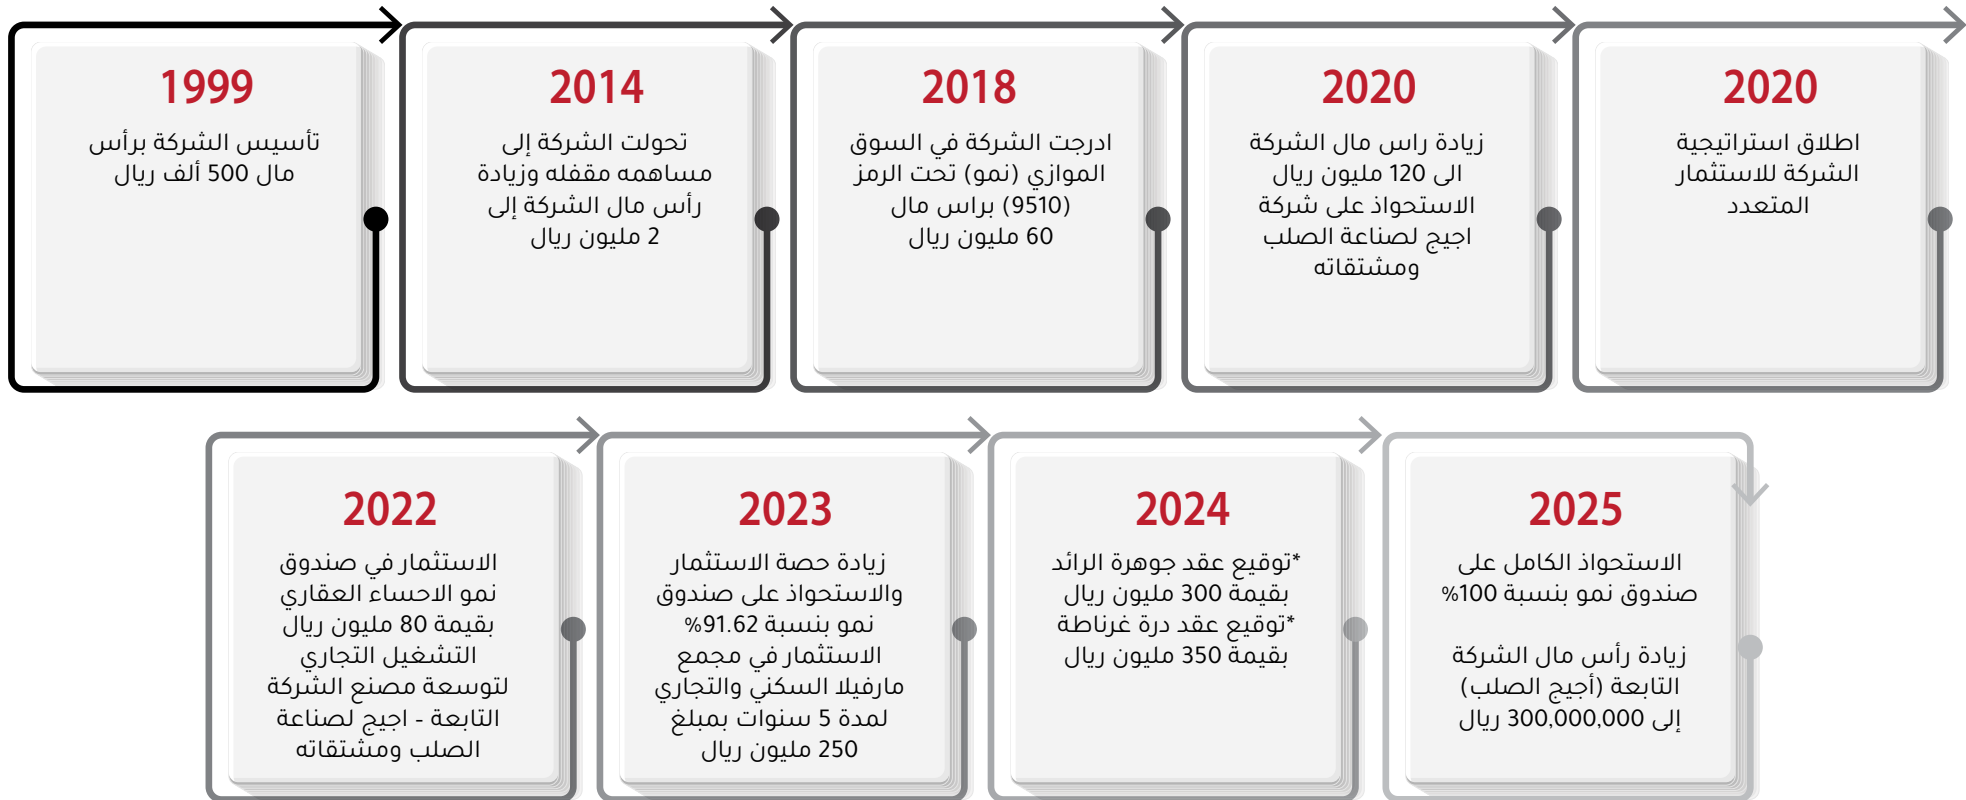 1999
تأسيس الشركة برأس
مال 500 ألف ريال
2014
تحولت الشركة إلى
مساهمه مقفله وزيادة
رأس مال الشركة إلى
2 مليون ريال
2018
ادرجت الشركة في السوق
الموازي (نمو) تحت الرمز
(9510) براس مال
60 مليون ريال
2020
زيادة راس مال الشركة
الى 120 مليون ريال
الاستحواذ على شركة
اجيج لصناعة الصلب
ومشتقاته
2020
اطلاق استراتيجية
الشركة للاستثمار
المتعدد
2022
الاستثمار في صندوق
نمو الاحساء العقاري
بقيمة 80 مليون ريال
التشغيل التجاري
لتوسعة مصنع الشركة
التابعة - اجيج لصناعة
الصلب ومشتقاته
2023
زيادة حصة الاستثمار
والاستحواذ على صندوق
نمو بنسبة 91.62%
الاستثمار في مجمع
مارفيلا السكني والتجاري
لمدة 5 سنوات بمبلغ
250 مليون ريال
2024
*توقيع عقد جوهرة الرائد
بقيمة 300 مليون ريال
*توقيع عقد درة غرناطة
بقيمة 350 مليون ريال
2025
الاستحواذ الكامل على
صندوق نمو بنسبة 100%
زيادة رأس مال الشركة
التابعة (أجيج الصلب)
إلى 300,000,000 ريال